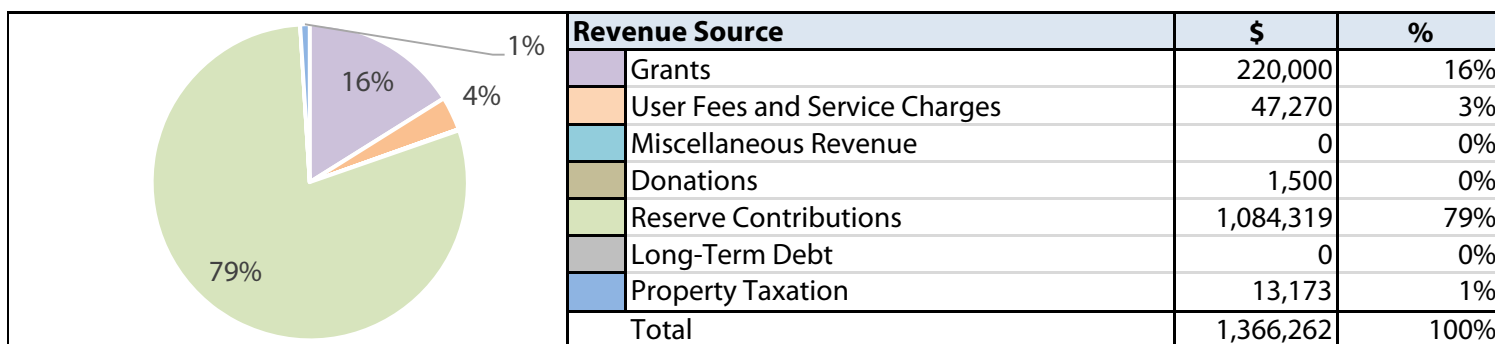 1%
16%
4%
79%
Revenue Source $ %
Grants 220,000 16%
User Fees and Service Charges 47,270 3%
Miscellaneous Revenue 0 0%
Donations 1,500 0%
Reserve Contributions 1,084,319 79%
Long-Term Debt 0 0%
Property Taxation 13,173 1%
Total 1,366,262 100%